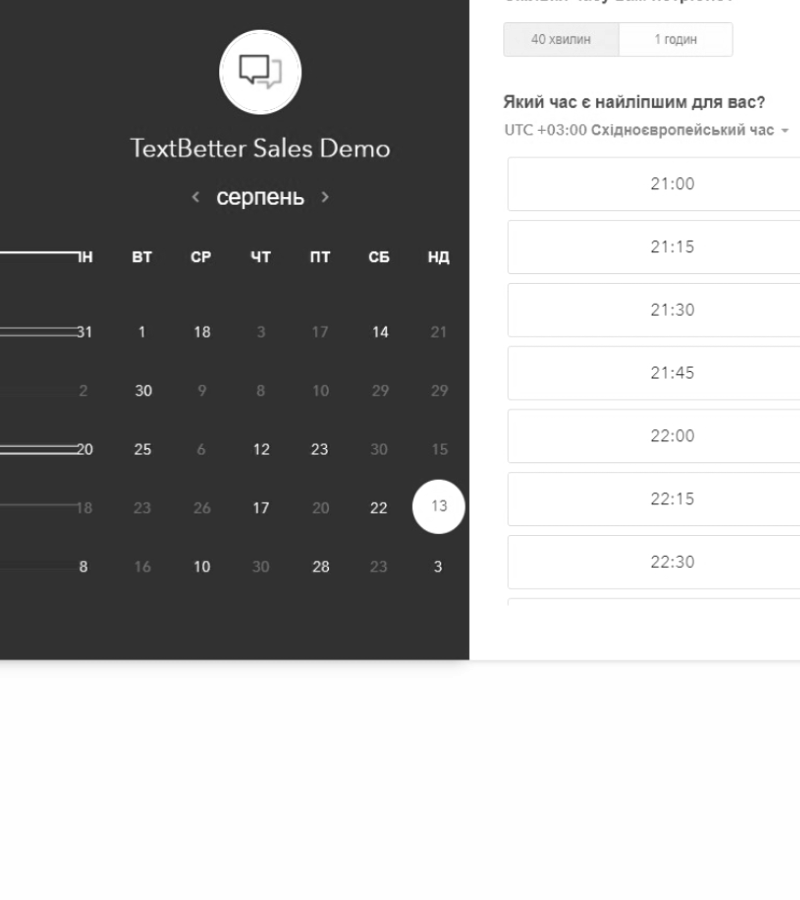 TextBetter Sales Demo
серпень
ВТ СР ЧТ ПТ СБ НД
31 1 18 3 17 14 21
2 30 9 8 10 29 29
20 25 6 12 23 30 15
18 23 26 17 20 22 13
8 16 10 30 28 23 3
40 хвилин 1 годин
Який час є найліпшим для вас?
UTC +03:00 Східноєвропейський час
21:00
21:15
21:30
21:45
22:00
22:15
22:30